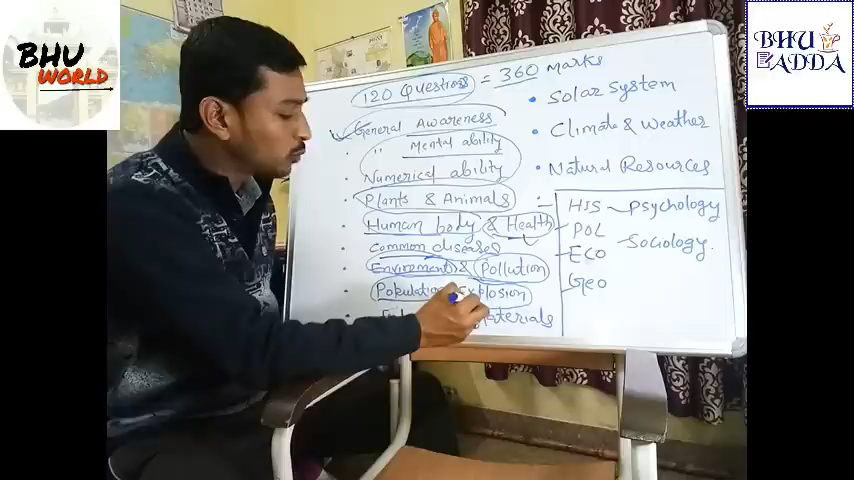 BHU
WORLD
BHU
ADDA
120 Questions = 360 marks
General Awareness
" Mental ability
Numerical ability
Plants & Animals
Human body & Health
Common diseases
Environment & Pollution
Population Explosion
Materials
• Solar System
• Climate & Weather
• Natural Resources
HIS - Psychology
POL
- Sociology.
ECO
Geo